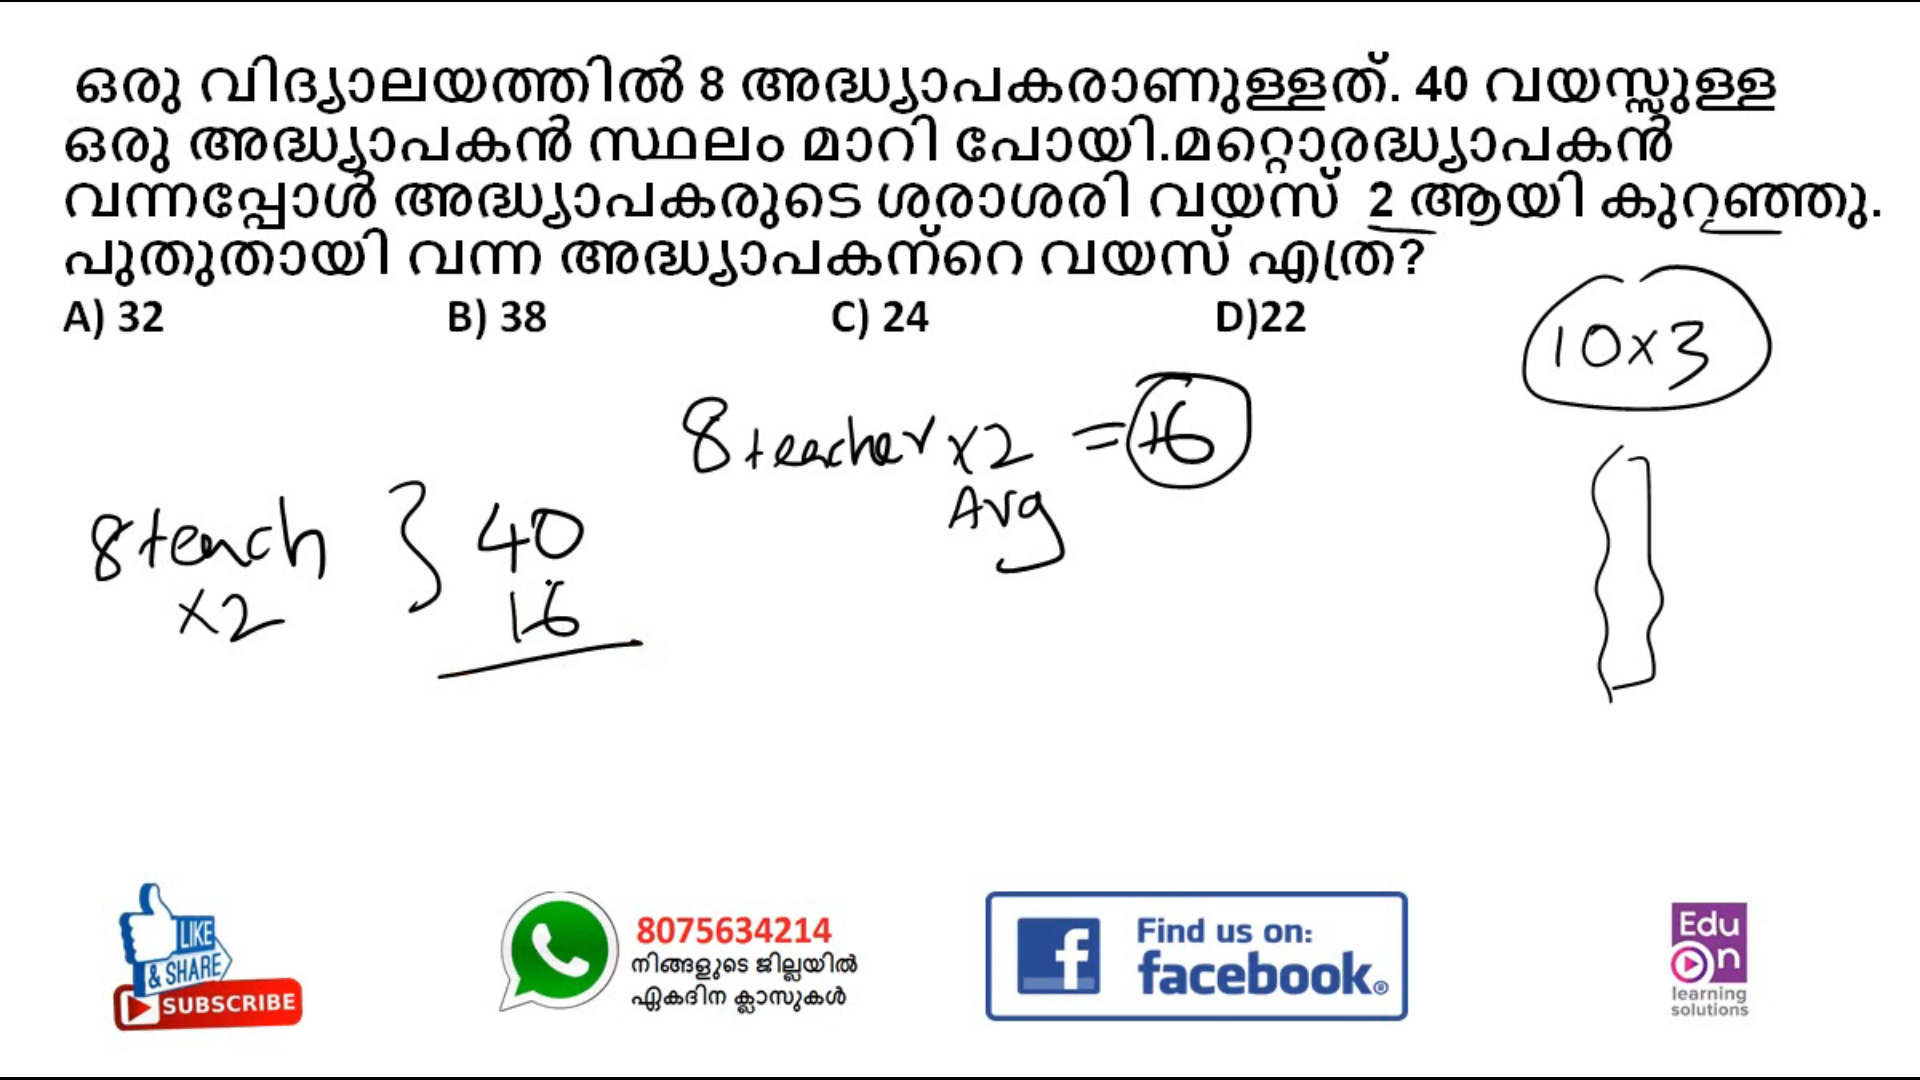 ഒരു വിദ്യാലയത്തിൽ 8 അദ്ധ്യാപകരാണുള്ളത്. 40 വയസ്സുള്ള
ഒരു അദ്ധ്യാപകൻ സ്ഥലം മാറി പോയി.മറ്റൊരദ്ധ്യാപകൻ
വന്നപ്പോൾ അദ്ധ്യാപകരുടെ ശരാശരി വയസ് 2 ആയി കുറഞ്ഞു.
പുതുതായി വന്ന അദ്ധ്യാപകന്റെ വയസ് എത്ര?
A) 32 B) 38 C) 24 D)22
10x3
8 teacher x2 = 16
Avg
8 teach } 40
x2 16
LIKE
& SHARE
SUBSCRIBE
8075634214
നിങ്ങളുടെ ജില്ലയിൽ
ഏകദിന ക്ലാസുകൾ
Find us on:
facebook®
Edu
On
learning
solutions